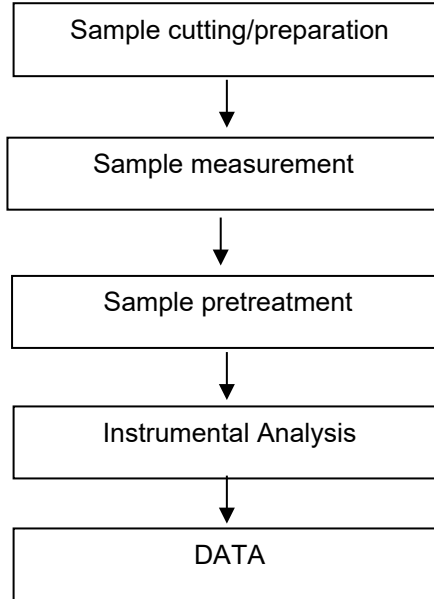 Sample cutting/preparation
Sample measurement
Sample pretreatment
Instrumental Analysis
DATA